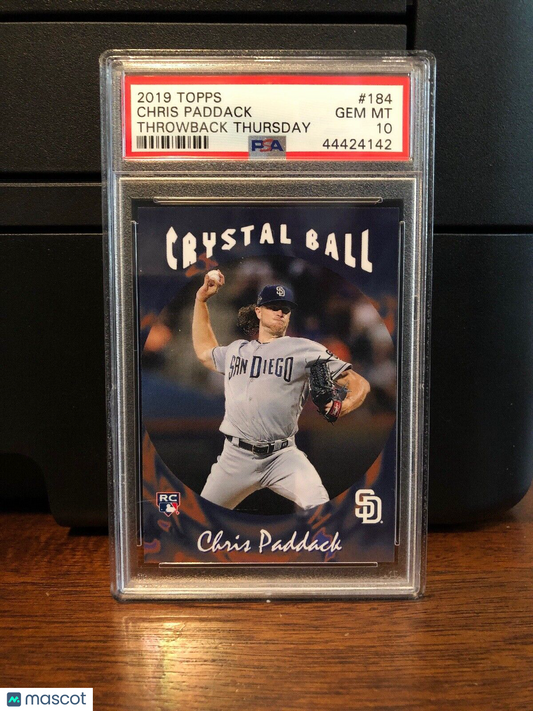 2019 TOPPS #184
CHRIS PADDACK GEM MT
THROWBACK THURSDAY 10
PSA 44424142
CRYSTAL BALL
SD
SAN DIEGO
RC
SD
Chris Paddack
mascot